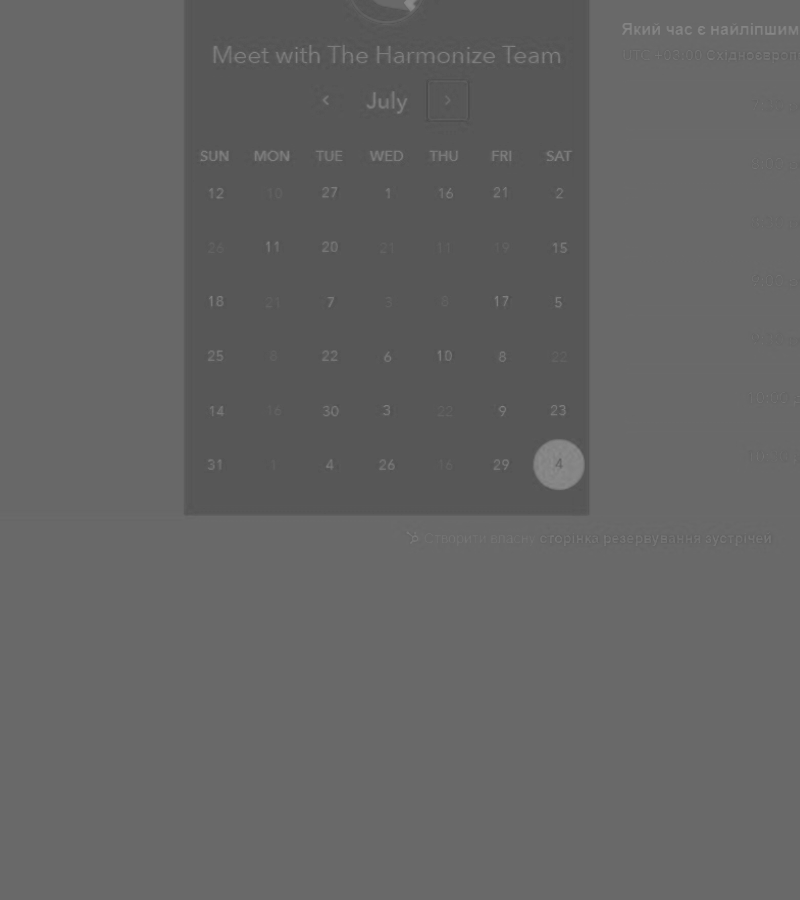 Meet with The Harmonize Team
July
SUN MON TUE WED THU FRI SAT
12 10 27 1 16 21 2
26 11 20 21 11 19 15
18 21 7 3 8 17 5
25 8 22 6 10 8 22
14 16 30 3 22 9 23
31 1 4 26 16 29 4
Який час є найліпшим
UTC +03:00 Східноєвропе
Створити власну сторінка резервування зустрічей